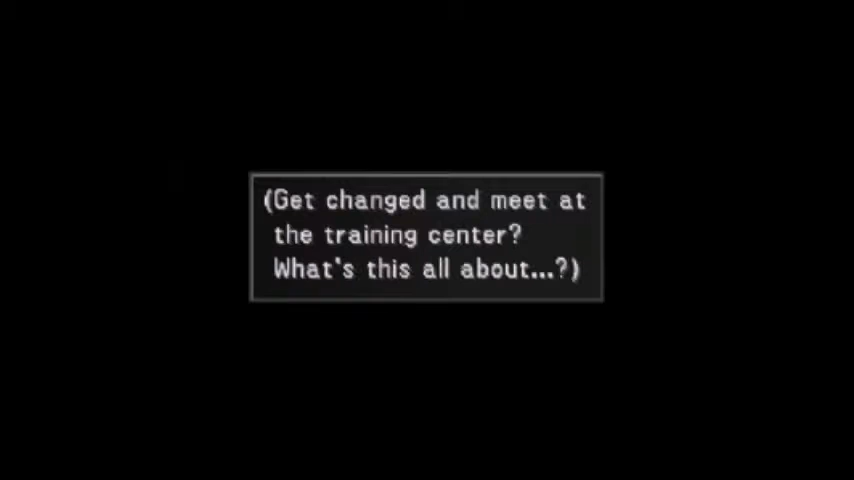 (Get changed and meet at
the training center?
What's this all about...?)